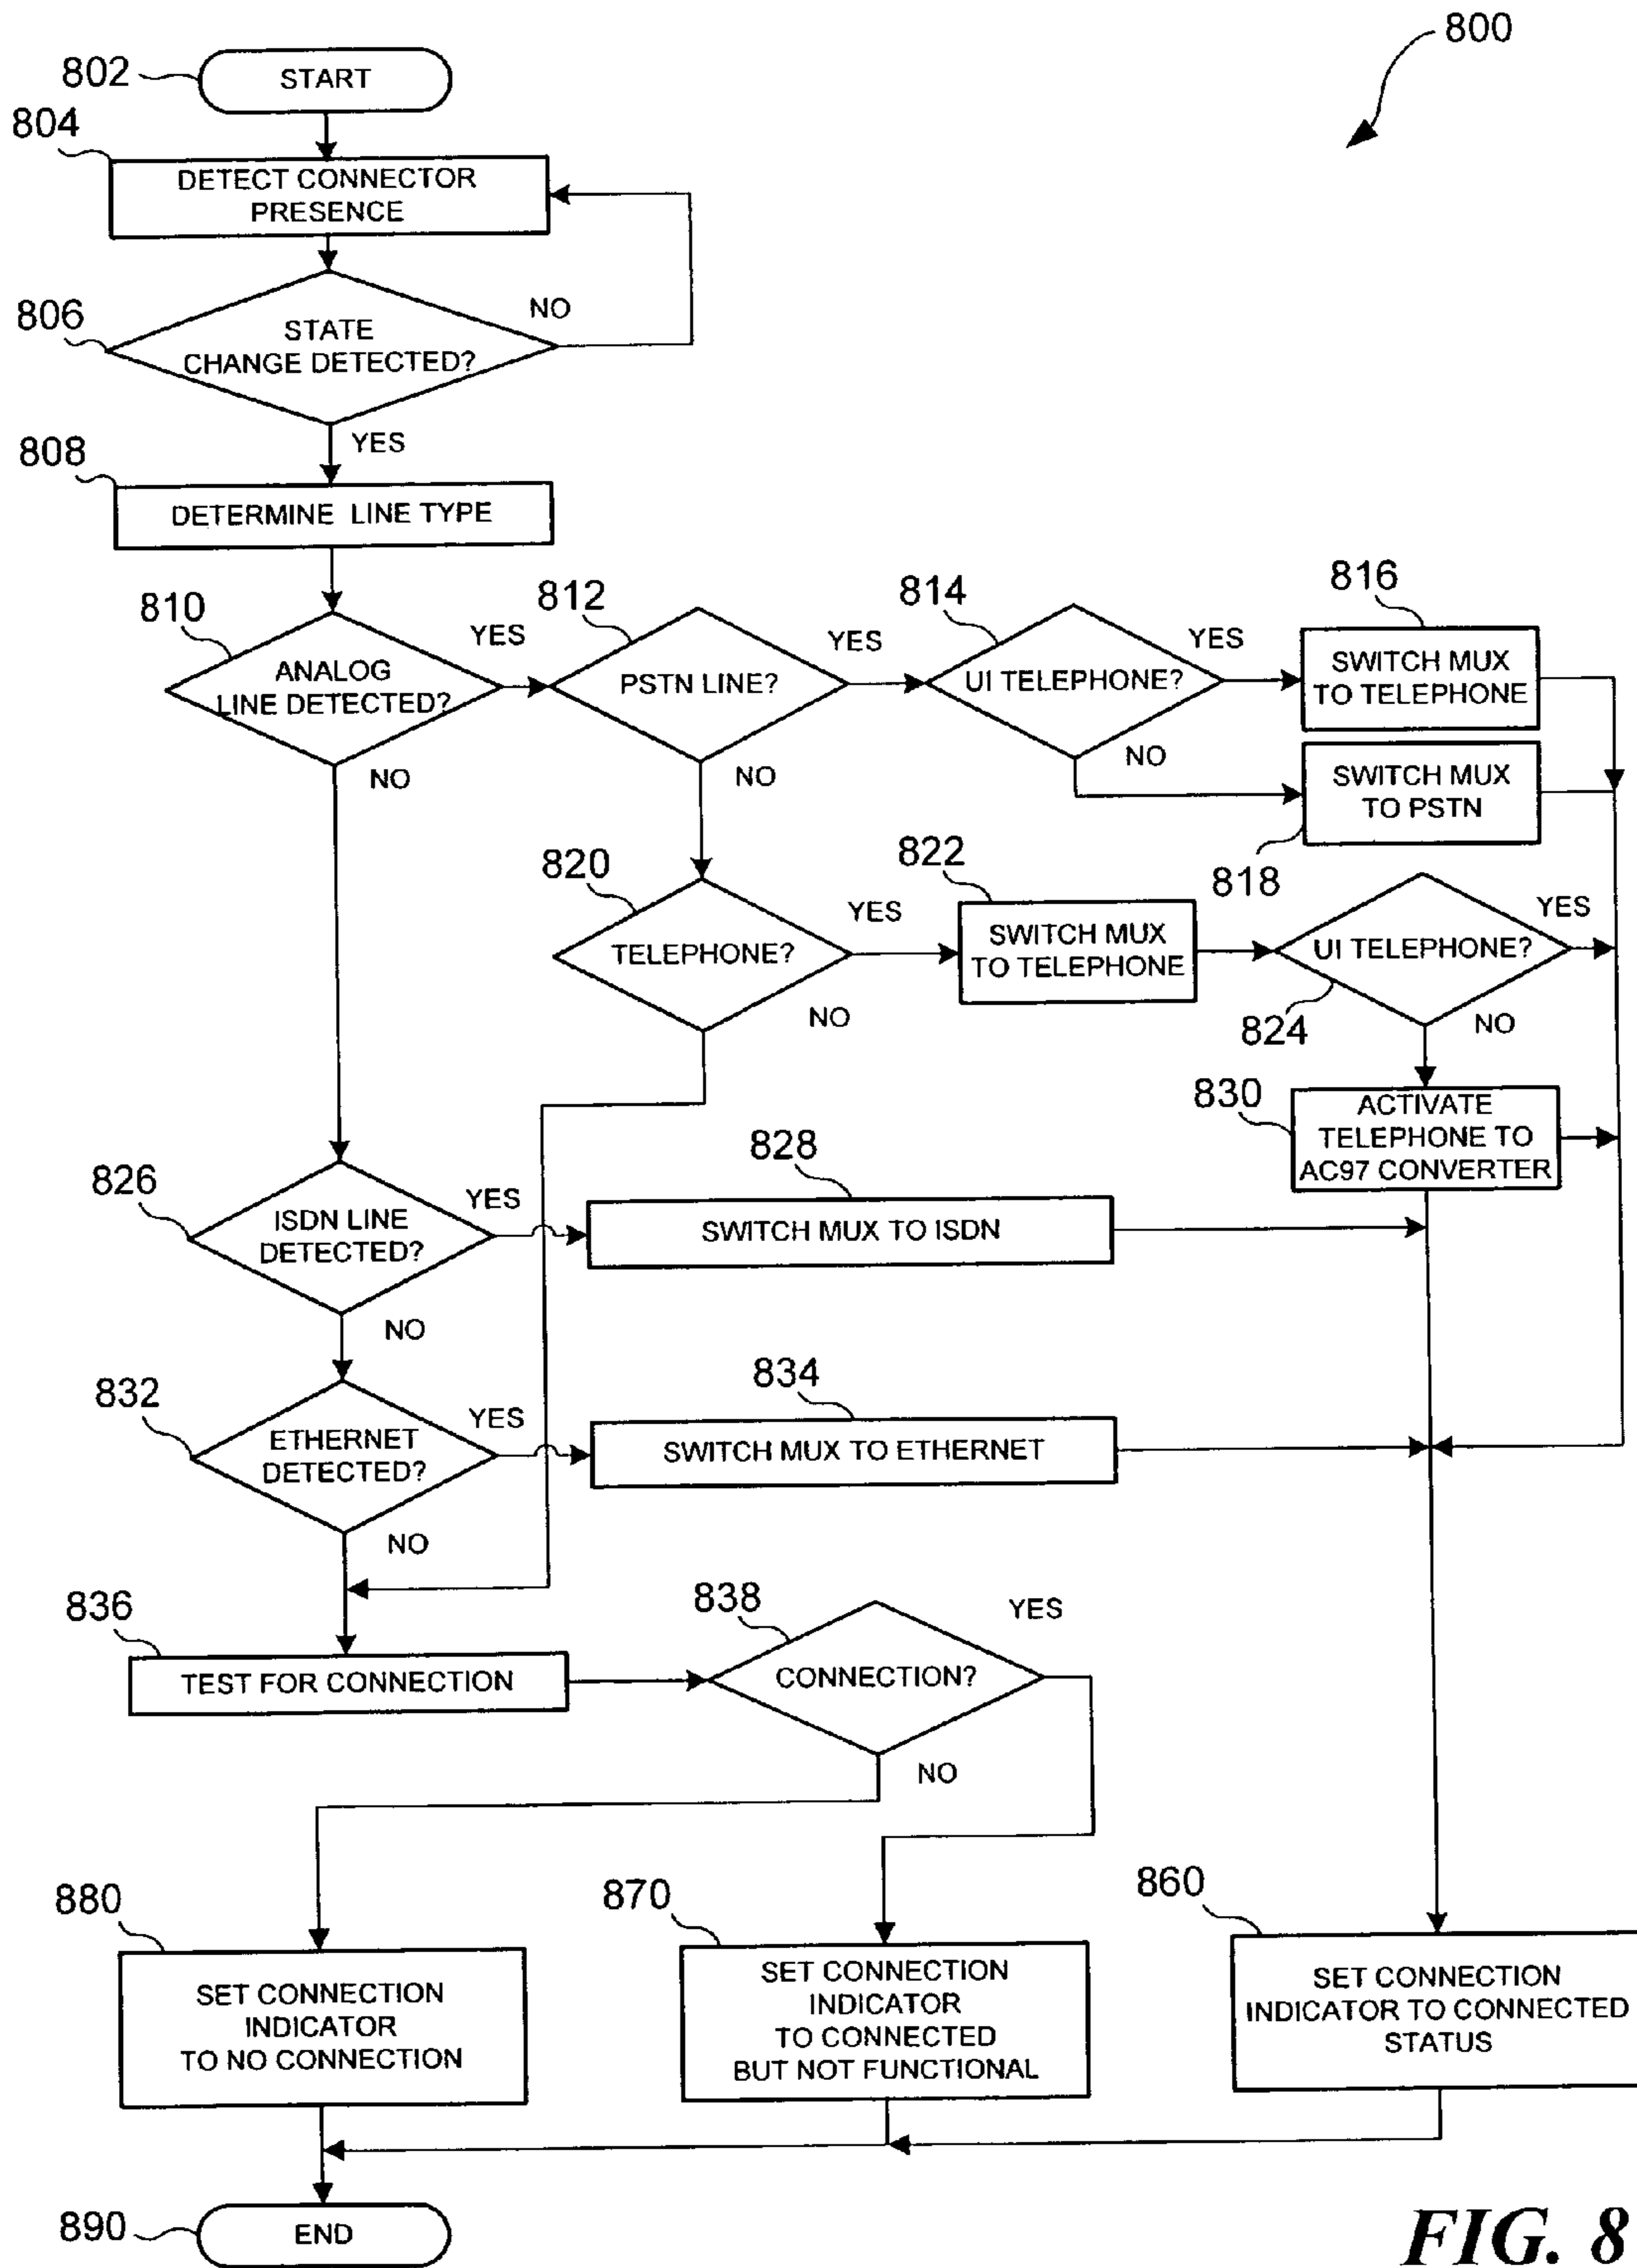 800
802
START
804
DETECT CONNECTOR
PRESENCE
806
STATE
CHANGE DETECTED?
NO
YES
808
DETERMINE LINE TYPE
810
ANALOG
LINE DETECTED?
YES
NO
812
PSTN LINE?
YES
NO
814
UI TELEPHONE?
YES
NO
816
SWITCH MUX
TO TELEPHONE
SWITCH MUX
TO PSTN
818
820
TELEPHONE?
YES
NO
822
SWITCH MUX
TO TELEPHONE
UI TELEPHONE?
YES
824
NO
830
ACTIVATE
TELEPHONE TO
AC97 CONVERTER
826
ISDN LINE
DETECTED?
YES
NO
828
SWITCH MUX TO ISDN
832
ETHERNET
DETECTED?
YES
NO
834
SWITCH MUX TO ETHERNET
836
TEST FOR CONNECTION
838
CONNECTION?
YES
NO
880
SET CONNECTION
INDICATOR
TO NO CONNECTION
870
SET CONNECTION
INDICATOR
TO CONNECTED
BUT NOT FUNCTIONAL
860
SET CONNECTION
INDICATOR TO CONNECTED
STATUS
890
END
FIG. 8